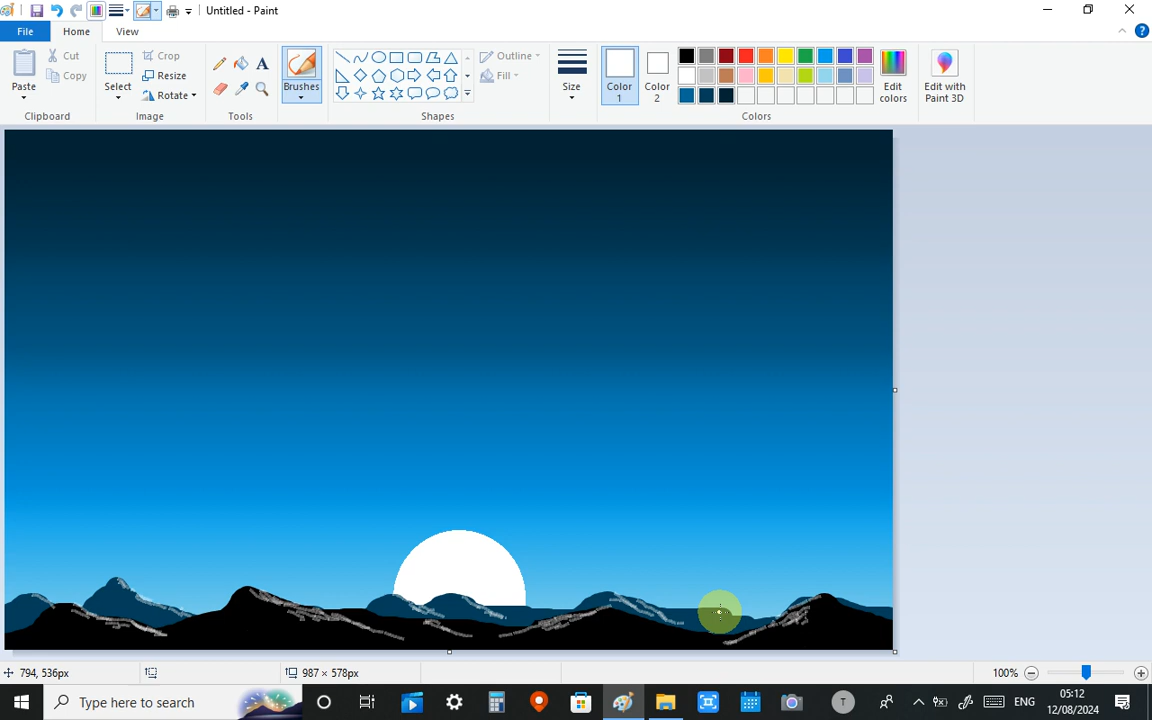 Untitled - Paint
File
Home
View
Paste
Cut
Copy
Clipboard
Select
Crop
Resize
Rotate
Image
Tools
Brushes
Outline
Fill
Shapes
Size
Color 1
Color 2
Edit colors
Edit with Paint 3D
Colors
794, 536px
987 × 578px
100%
Type here to search
T
ENG
05:12
12/08/2024